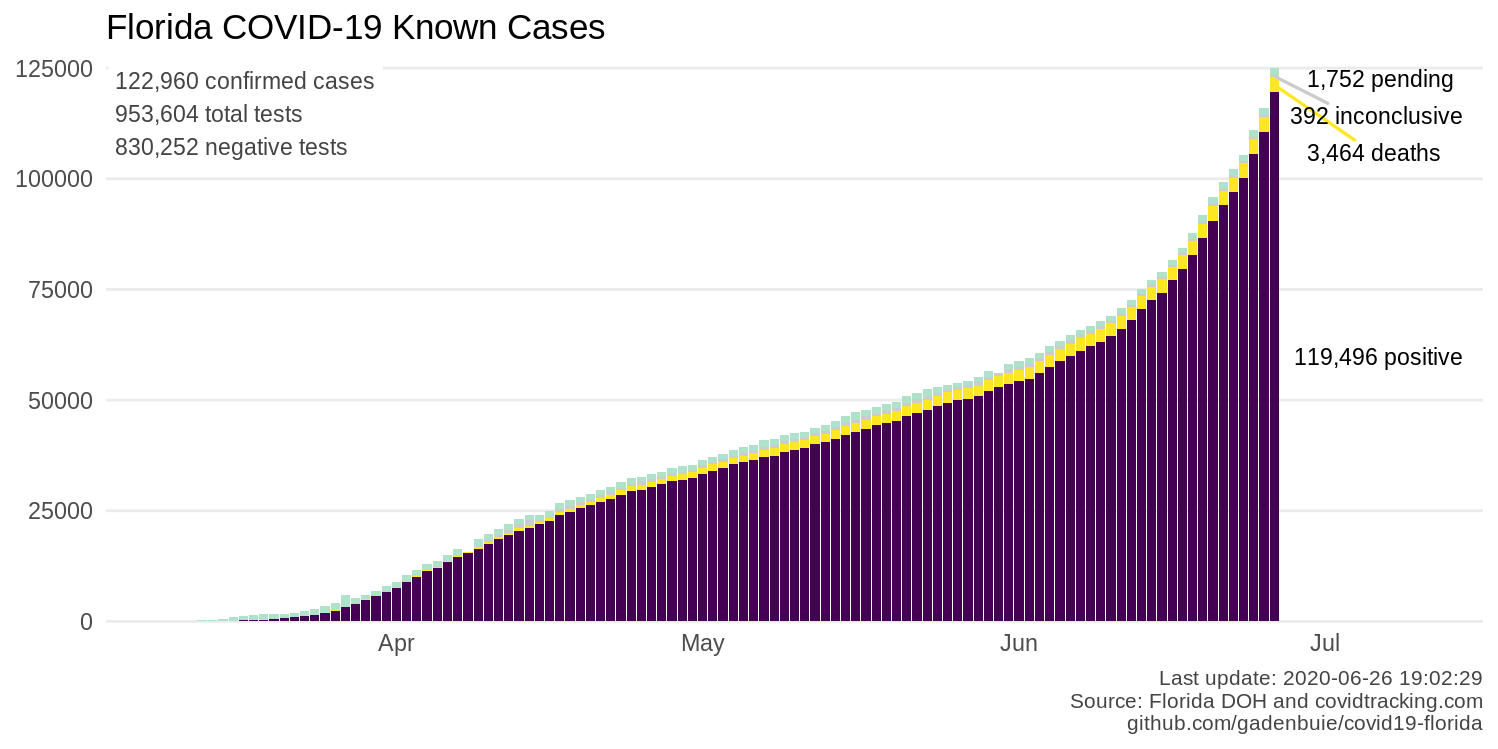 Florida COVID-19 Known Cases
125000
122,960 confirmed cases
953,604 total tests
830,252 negative tests
1,752 pending
392 inconclusive
3,464 deaths
100000
75000
119,496 positive
50000
25000
0
Apr May Jun Jul
Last update: 2020-06-26 19:02:29
Source: Florida DOH and covidtracking.com
github.com/gadenbuie/covid19-florida